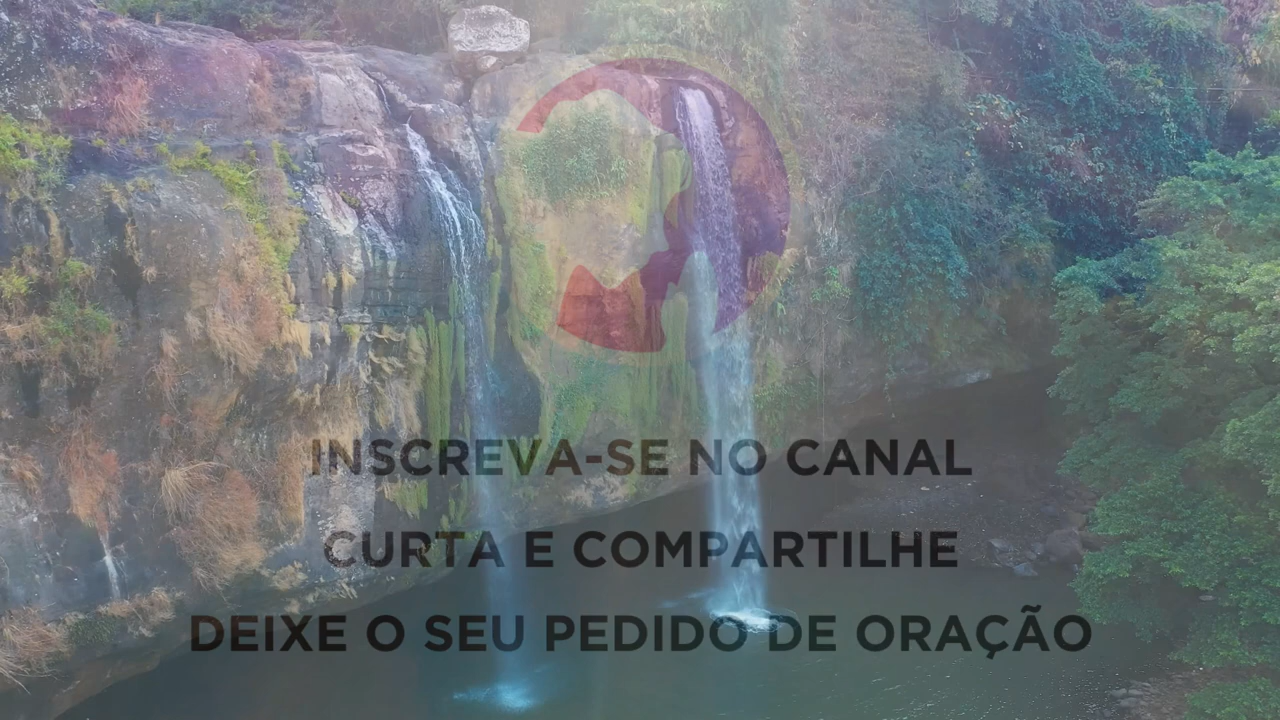 INSCREVA-SE NO CANAL
CURTA E COMPARTILHE
DEIXE O SEU PEDIDO DE ORAÇÃO